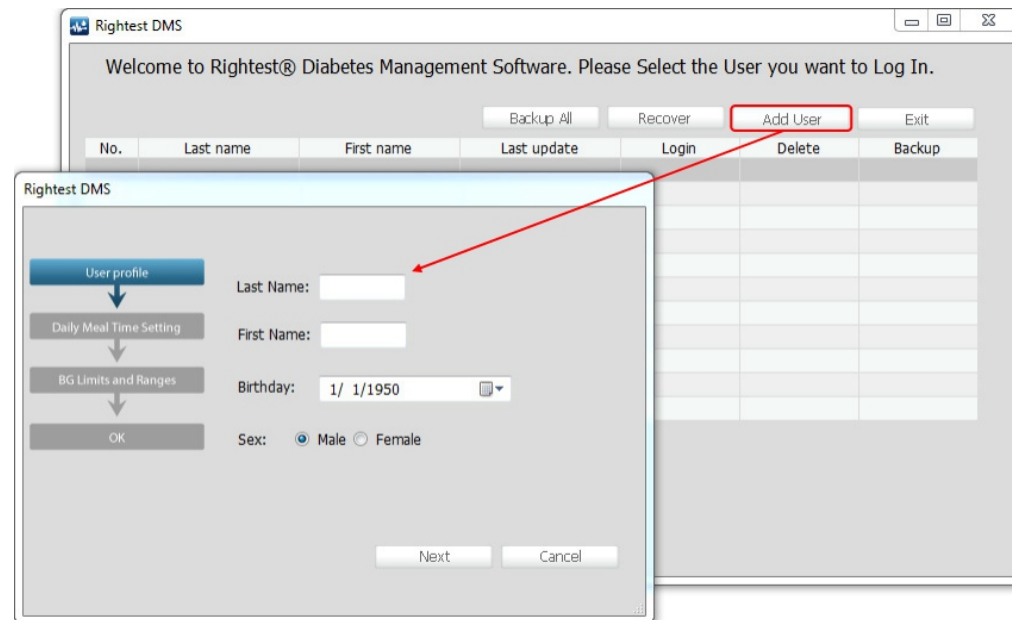 Rightest DMS
Welcome to Rightest® Diabetes Management Software. Please Select the User you want to Log In.
Backup All Recover Add User Exit
No. Last name First name Last update Login Delete Backup
Rightest DMS
User profile
Daily Meal Time Setting
BG Limits and Ranges
OK
Last Name:
First Name:
Birthday: 1/ 1/1950
Sex: Male Female
Next Cancel